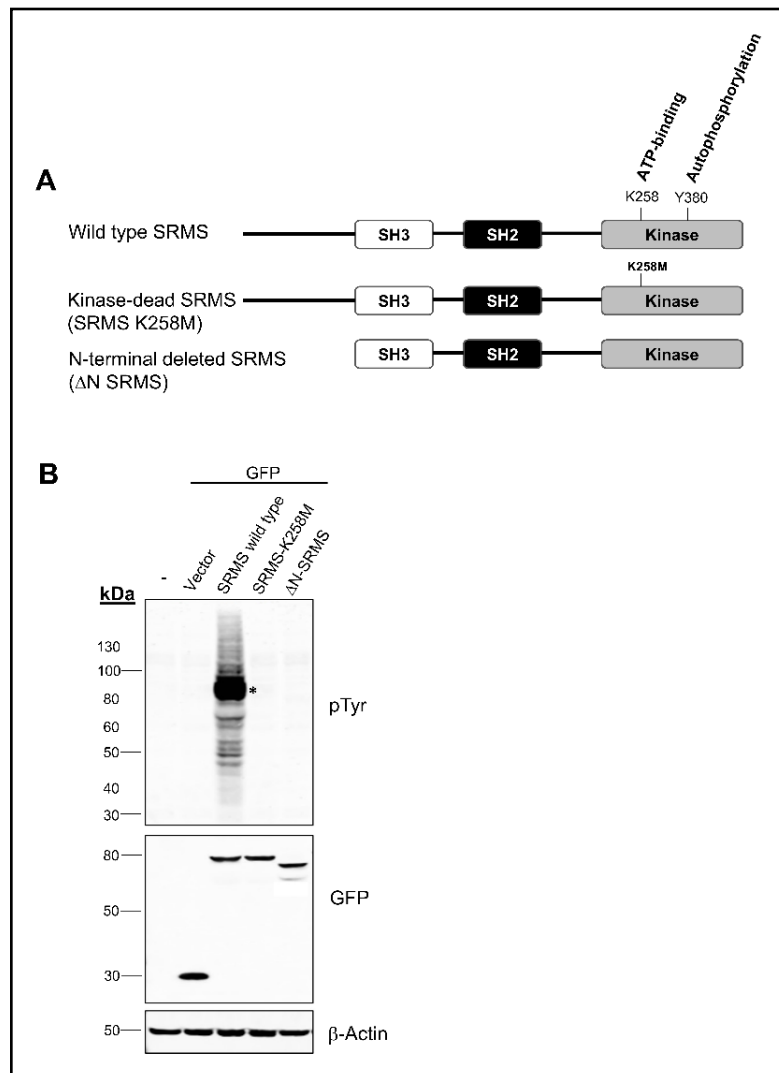 A
ATP-binding
Autophosphorylation
K258
Y380
Wild type SRMS
SH3
SH2
Kinase
K258M
Kinase-dead SRMS
(SRMS K258M)
SH3
SH2
Kinase
N-terminal deleted SRMS
(ΔN SRMS)
SH3
SH2
Kinase
B
GFP
-
Vector
SRMS wild type
SRMS-K258M
ΔN-SRMS
kDa
130
100
80
60
50
40
30
*
pTyr
80
50
30
GFP
50
β-Actin